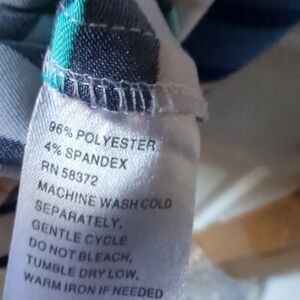 96% POLYESTER
4% SPANDEX
RN 58372
MACHINE WASH COLD
SEPARATELY,
GENTLE CYCLE
DO NOT BLEACH,
TUMBLE DRY LOW,
WARM IRON IF NEEDED